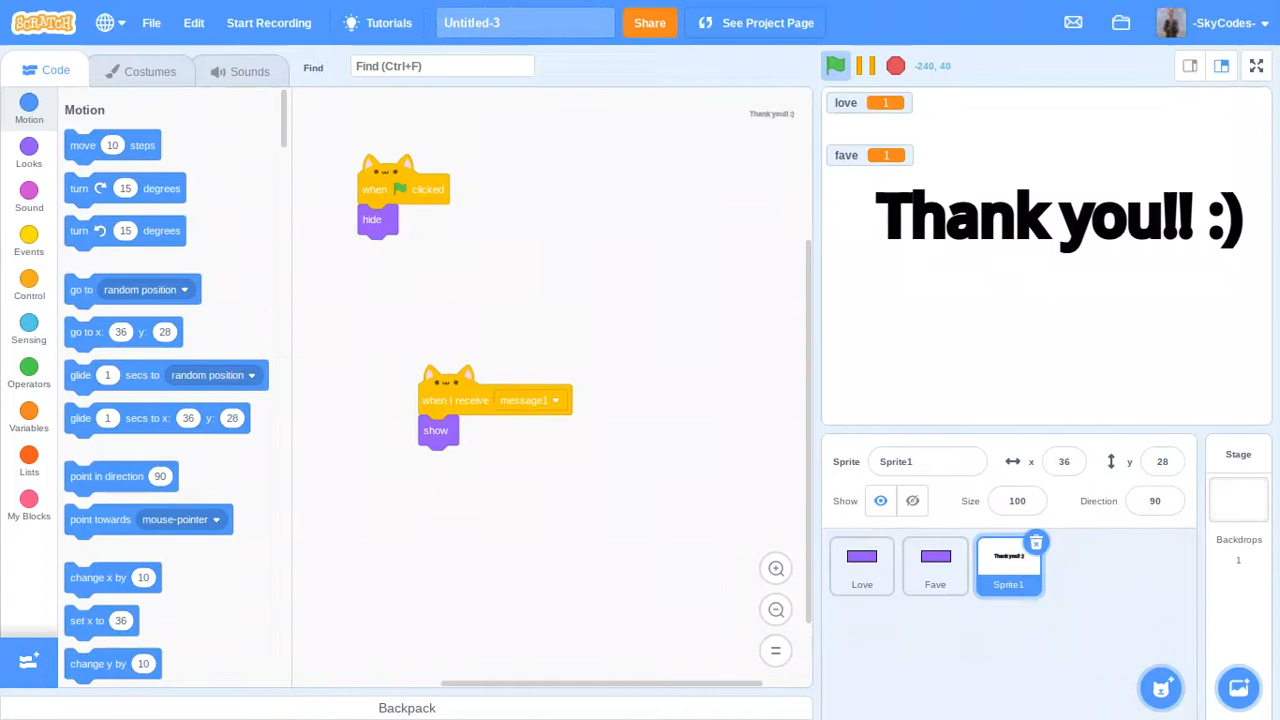 SCRATCH File Edit Start Recording Tutorials Untitled-3 Share See Project Page -SkyCodes-
Code Costumes Sounds Find Find (Ctrl+F) -240, 40
Motion
Looks
Sound
Events
Control
Sensing
Operators
Variables
Lists
My Blocks
Motion
move 10 steps
turn 15 degrees
turn 15 degrees
go to random position
go to x: 36 y: 28
glide 1 secs to random position
glide 1 secs to x: 36 y: 28
point in direction 90
point towards mouse-pointer
change x by 10
set x to 36
change y by 10
Thank you!! :)
when clicked
hide
when I receive message1
show
Backpack
love 1
fave 1
Thank you!! :)
Sprite Sprite1 x 36 y 28
Show Size 100 Direction 90
Thank you!! :)
Love Fave Sprite1
Stage
Backdrops
1